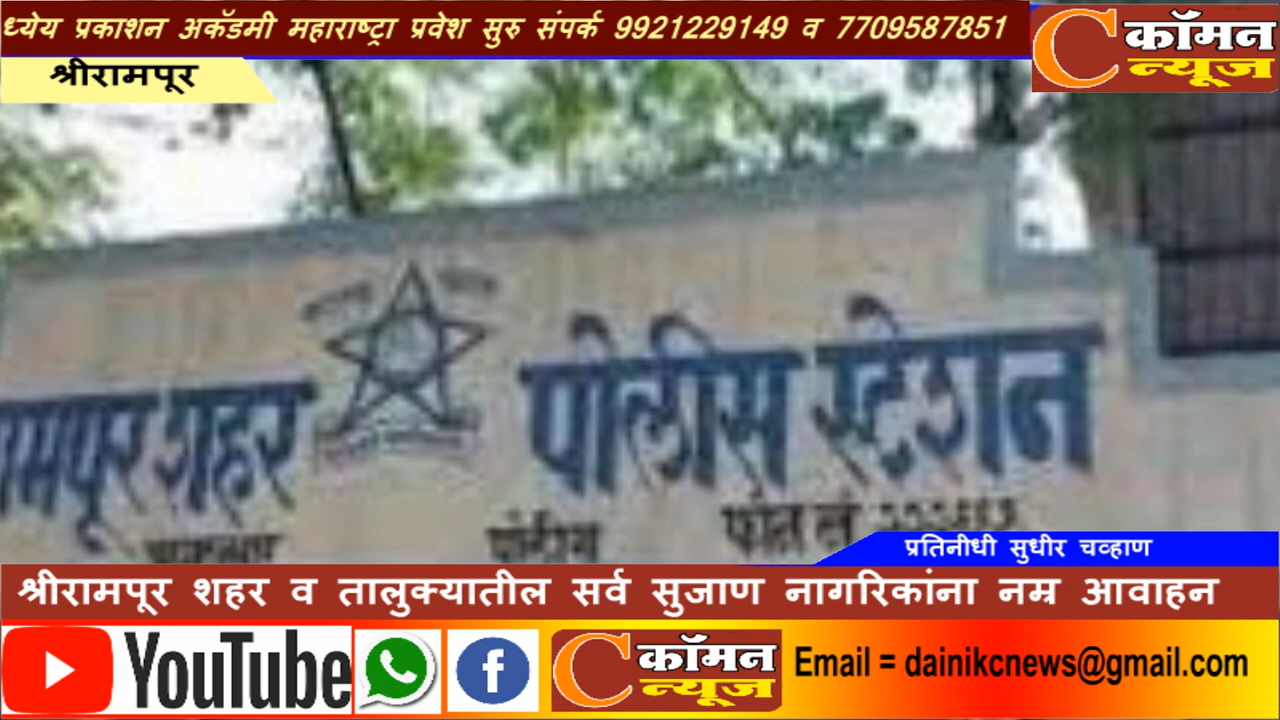 ध्येय प्रकाशन अकॅडमी महाराष्ट्रा प्रवेश सुरु संपर्क 9921229149 व 7709587851
C कॉमन
न्यूज
श्रीरामपूर
ामपूर शहर पोलीस स्टेशन
फोन नं
प्रतिनीधी सुधीर चव्हाण
श्रीरामपूर शहर व तालुक्यातील सर्व सुजाण नागरिकांना नम्र आवाहन
YouTube
C कॉमन
न्यूज
Email = dainikcnews@gmail.com